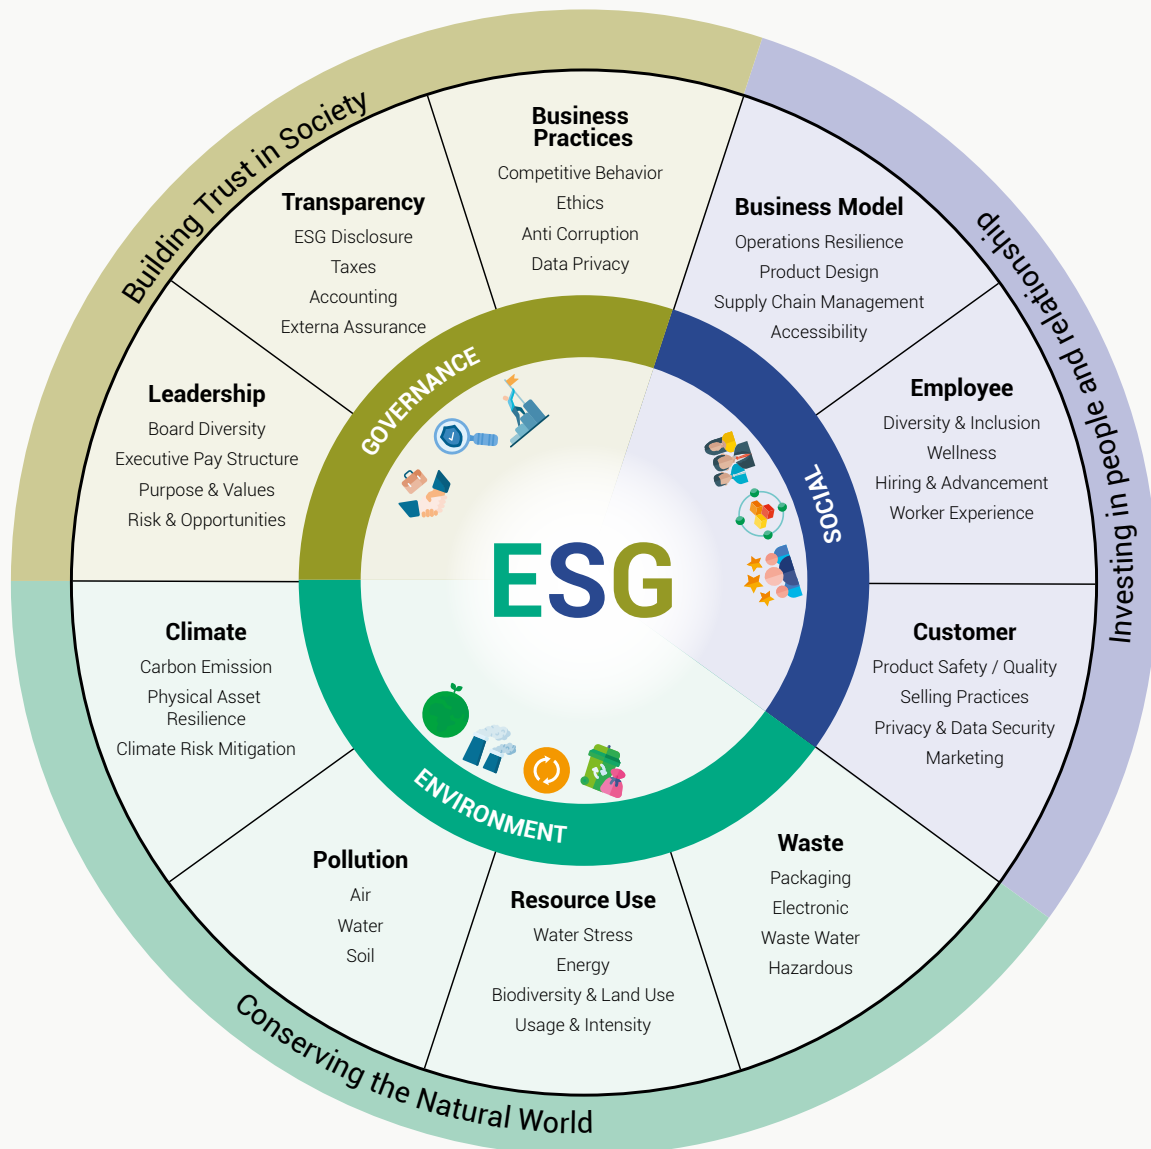 Building Trust in Society
Business
Practices
Competitive Behavior
Ethics
Anti Corruption
Data Privacy
Transparency
ESG Disclosure
Taxes
Accounting
Externa Assurance
Leadership
Board Diversity
Executive Pay Structure
Purpose & Values
Risk & Opportunities
GOVERNANCE
Investing in people and relationship
Business Model
Operations Resilience
Product Design
Supply Chain Management
Accessibility
Employee
Diversity & Inclusion
Wellness
Hiring & Advancement
Worker Experience
Customer
Product Safety / Quality
Selling Practices
Privacy & Data Security
Marketing
SOCIAL
ESG
Climate
Carbon Emission
Physical Asset
Resilience
Climate Risk Mitigation
Pollution
Air
Water
Soil
Resource Use
Water Stress
Energy
Biodiversity & Land Use
Usage & Intensity
Waste
Packaging
Electronic
Waste Water
Hazardous
ENVIRONMENT
Conserving the Natural World